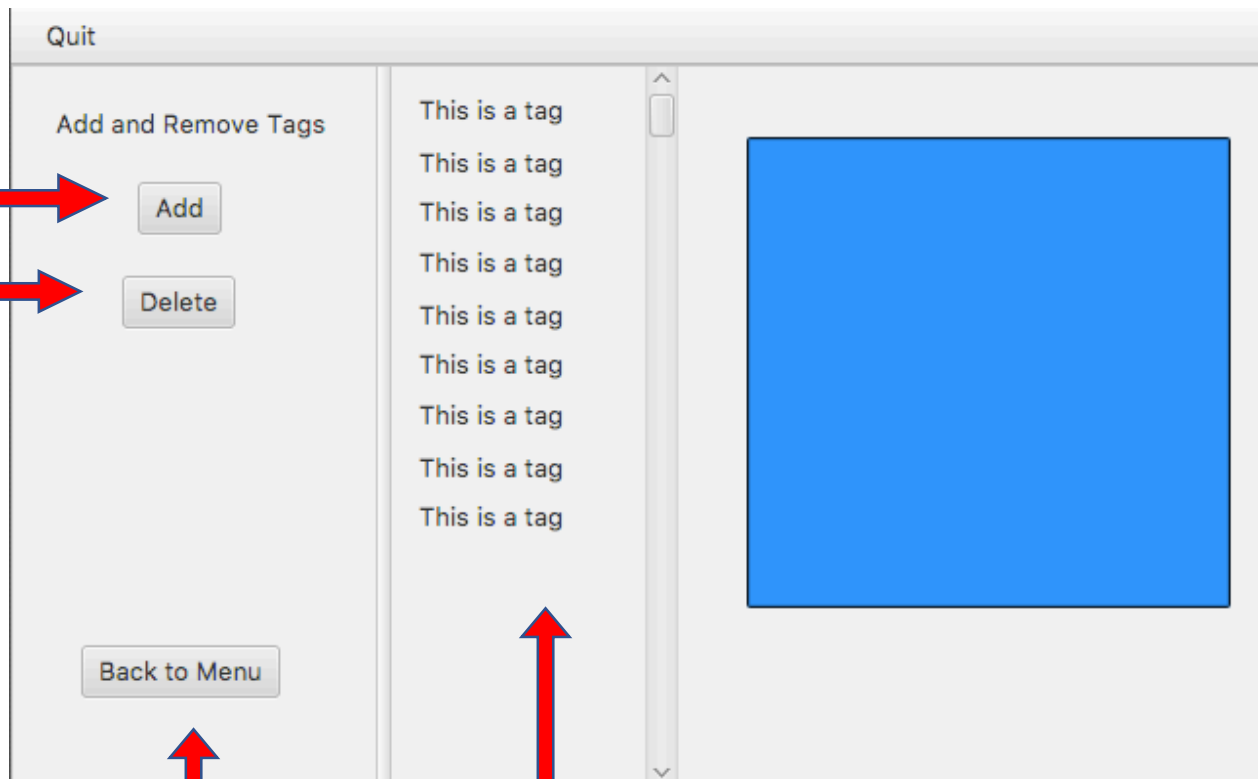 Quit
Add and Remove Tags
Add
Delete
Back to Menu
This is a tag
This is a tag
This is a tag
This is a tag
This is a tag
This is a tag
This is a tag
This is a tag
This is a tag